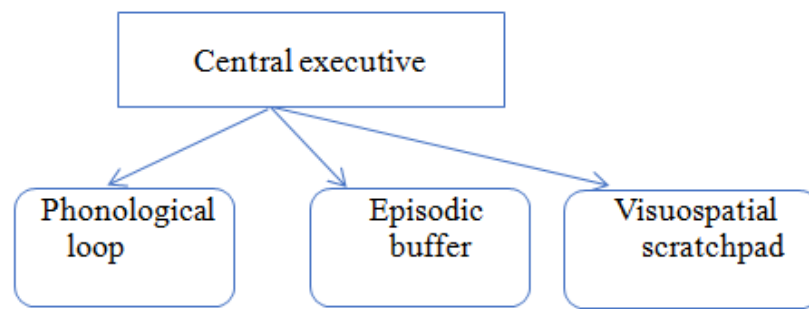 Central executive
Phonological
loop
Episodic
buffer
Visuospatial
scratchpad